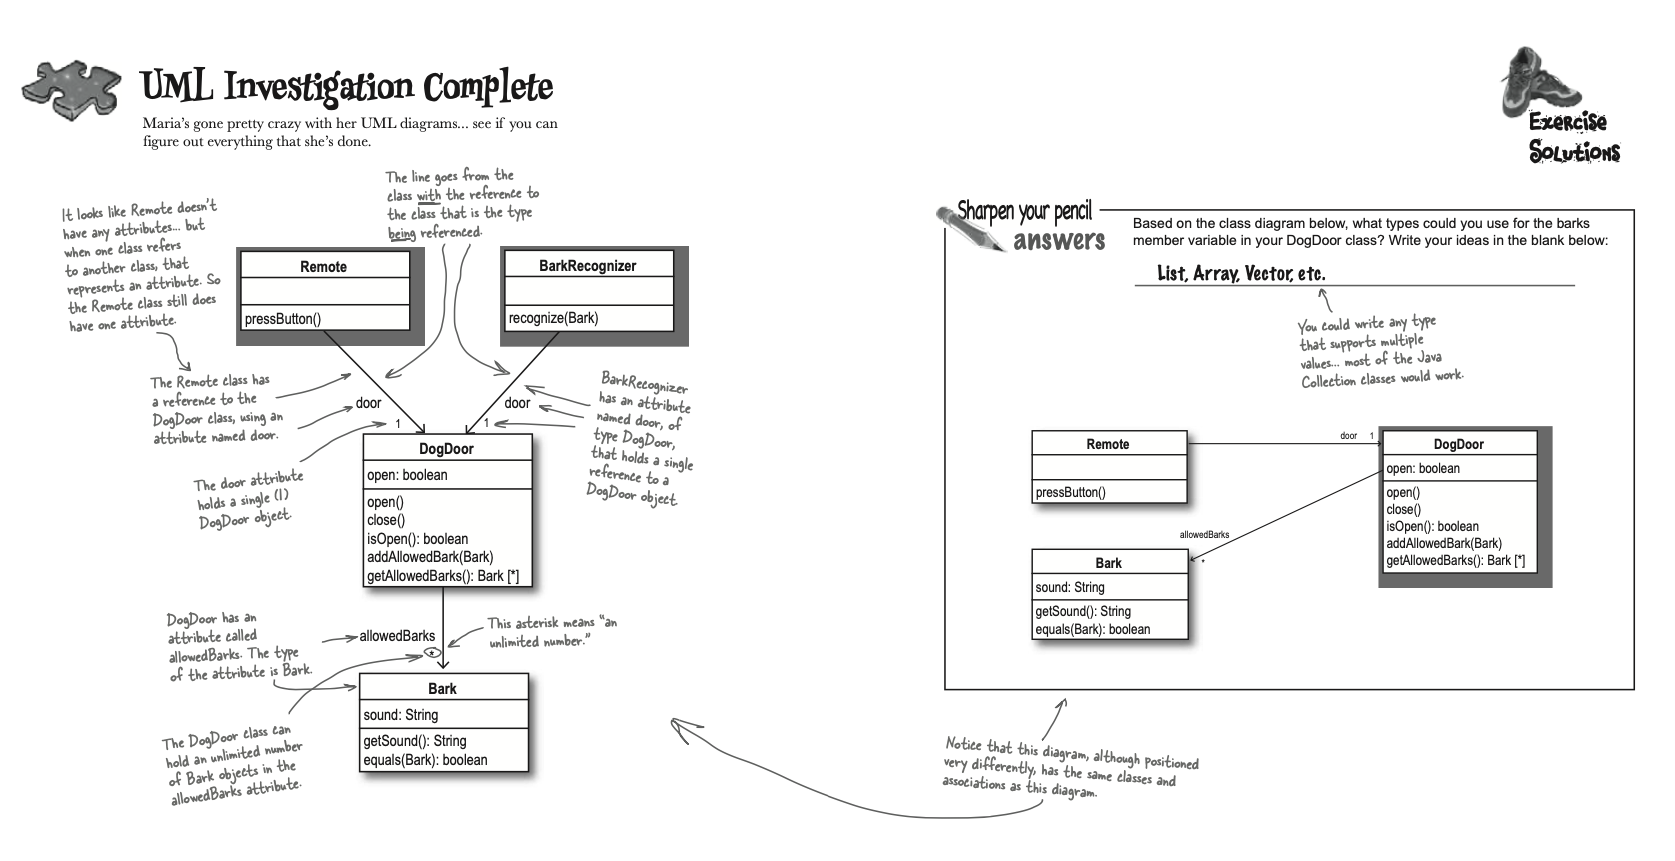 UML Investigation Complete
Maria's gone pretty crazy with her UML diagrams... see if you can
figure out everything that she's done.
It looks like Remote doesn't
have any attributes... but
when one class refers
to another class, that
represents an attribute. So
the Remote class still does
have one attribute.
The line goes from the
class with the reference to
the class that is the type
being referenced.
Remote
pressButton()
BarkRecognizer
recognize(Bark)
The Remote class has
a reference to the
DogDoor class, using an
attribute named door.
door
1
door
1
BarkRecognizer
has an attribute
named door, of
type DogDoor,
that holds a single
reference to a
DogDoor object
The door attribute
holds a single (1)
DogDoor object.
DogDoor
open: boolean
open()
close()
isOpen(): boolean
addAllowedBark(Bark)
getAllowedBarks(): Bark [*]
DogDoor has an
attribute called
allowedBarks. The type
of the attribute is Bark.
allowedBarks
*
This asterisk means "an
unlimited number."
The DogDoor class can
hold an unlimited number
of Bark objects in the
allowedBarks attribute.
Bark
sound: String
getSound(): String
equals(Bark): boolean
Exercise
Solutions
Sharpen your pencil
answers
Based on the class diagram below, what types could you use for the barks
member variable in your DogDoor class? Write your ideas in the blank below:
List, Array, Vector, etc.
You could write any type
that supports multiple
values... most of the Java
Collection classes would work.
Remote
pressButton()
door
1
DogDoor
open: boolean
open()
close()
isOpen(): boolean
addAllowedBark(Bark)
getAllowedBarks(): Bark [*]
allowedBarks
*
Bark
sound: String
getSound(): String
equals(Bark): boolean
Notice that this diagram, although positioned
very differently, has the same classes and
associations as this diagram.